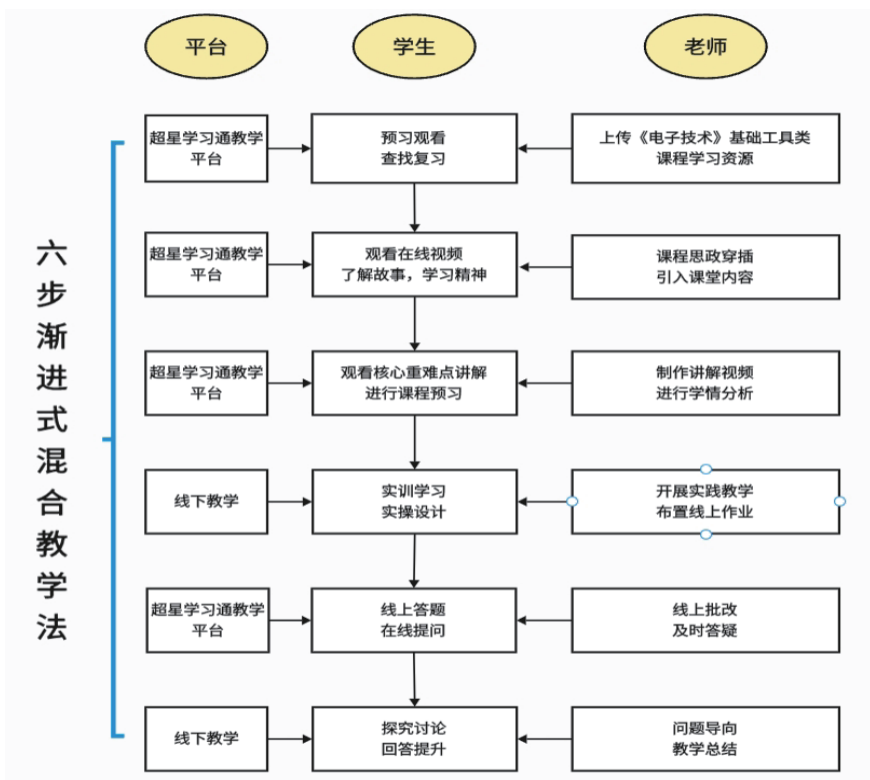 平台
学生
老师
六步渐进式混合教学法
超星学习通教学
平台
预习观看
查找复习
上传《电子技术》基础工具类
课程学习资源
超星学习通教学
平台
观看在线视频
了解故事，学习精神
课程思政穿插
引入课堂内容
超星学习通教学
平台
观看核心重难点讲解
进行课程预习
制作讲解视频
进行学情分析
线下教学
实训学习
实操设计
开展实践教学
布置线上作业
超星学习通教学
平台
线上答题
在线提问
线上批改
及时答疑
线下教学
探究讨论
回答提升
问题导向
教学总结